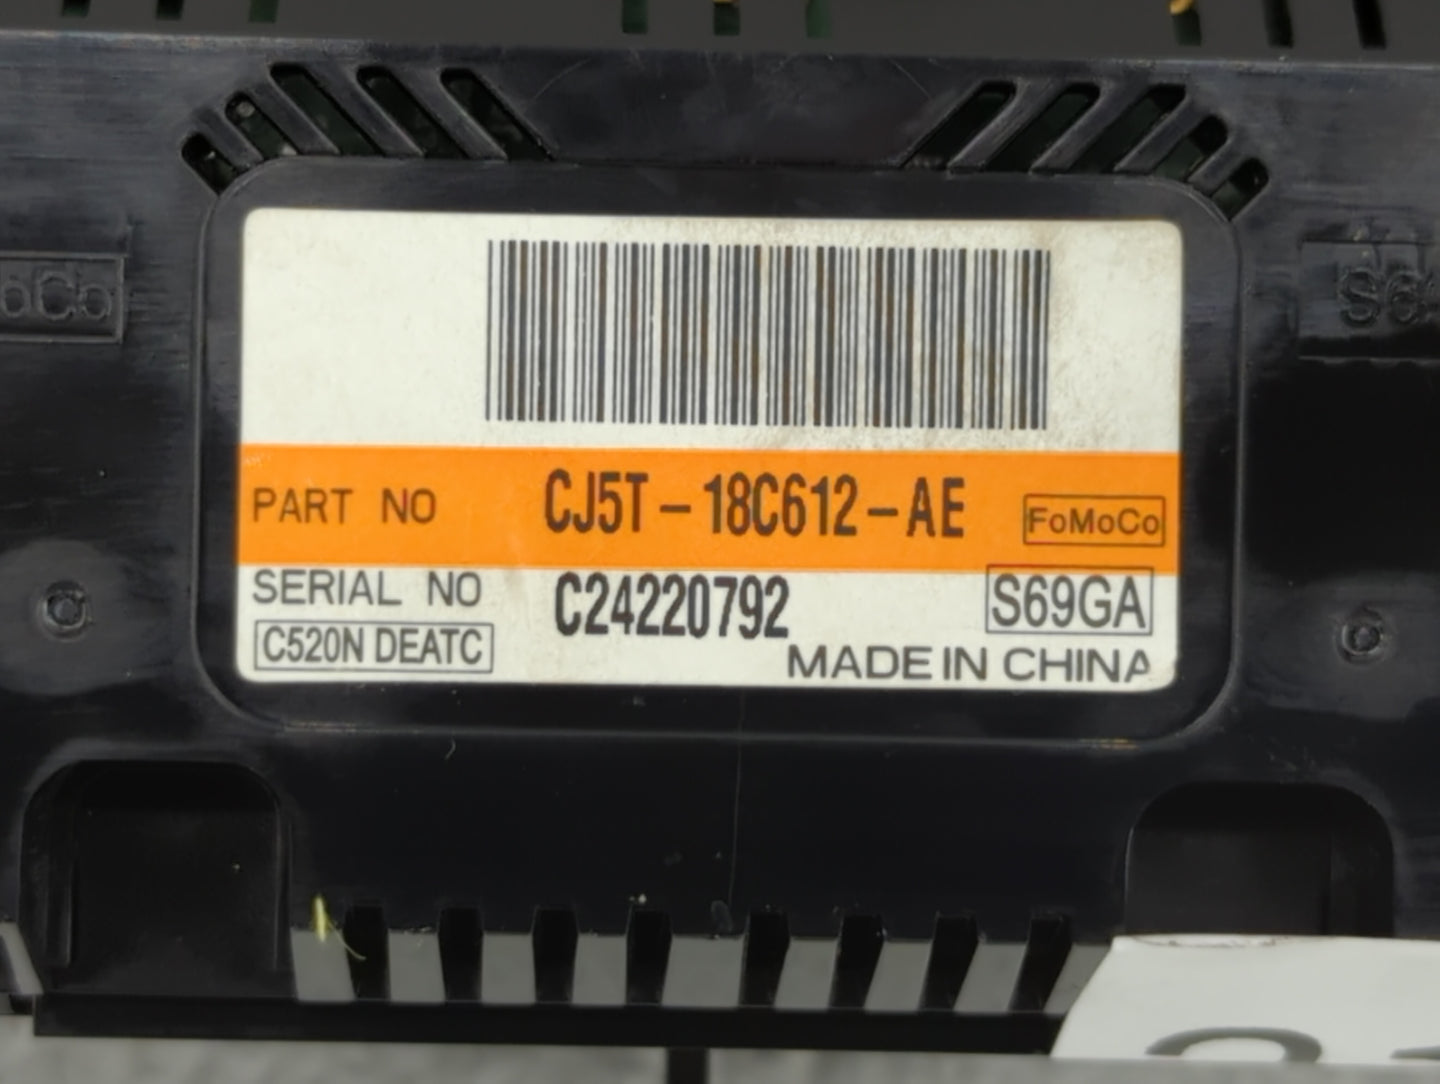 PART NO CJ5T-18C612-AE FoMoCo
SERIAL NO C24220792 S69GA
C520N DEATC MADE IN CHINA